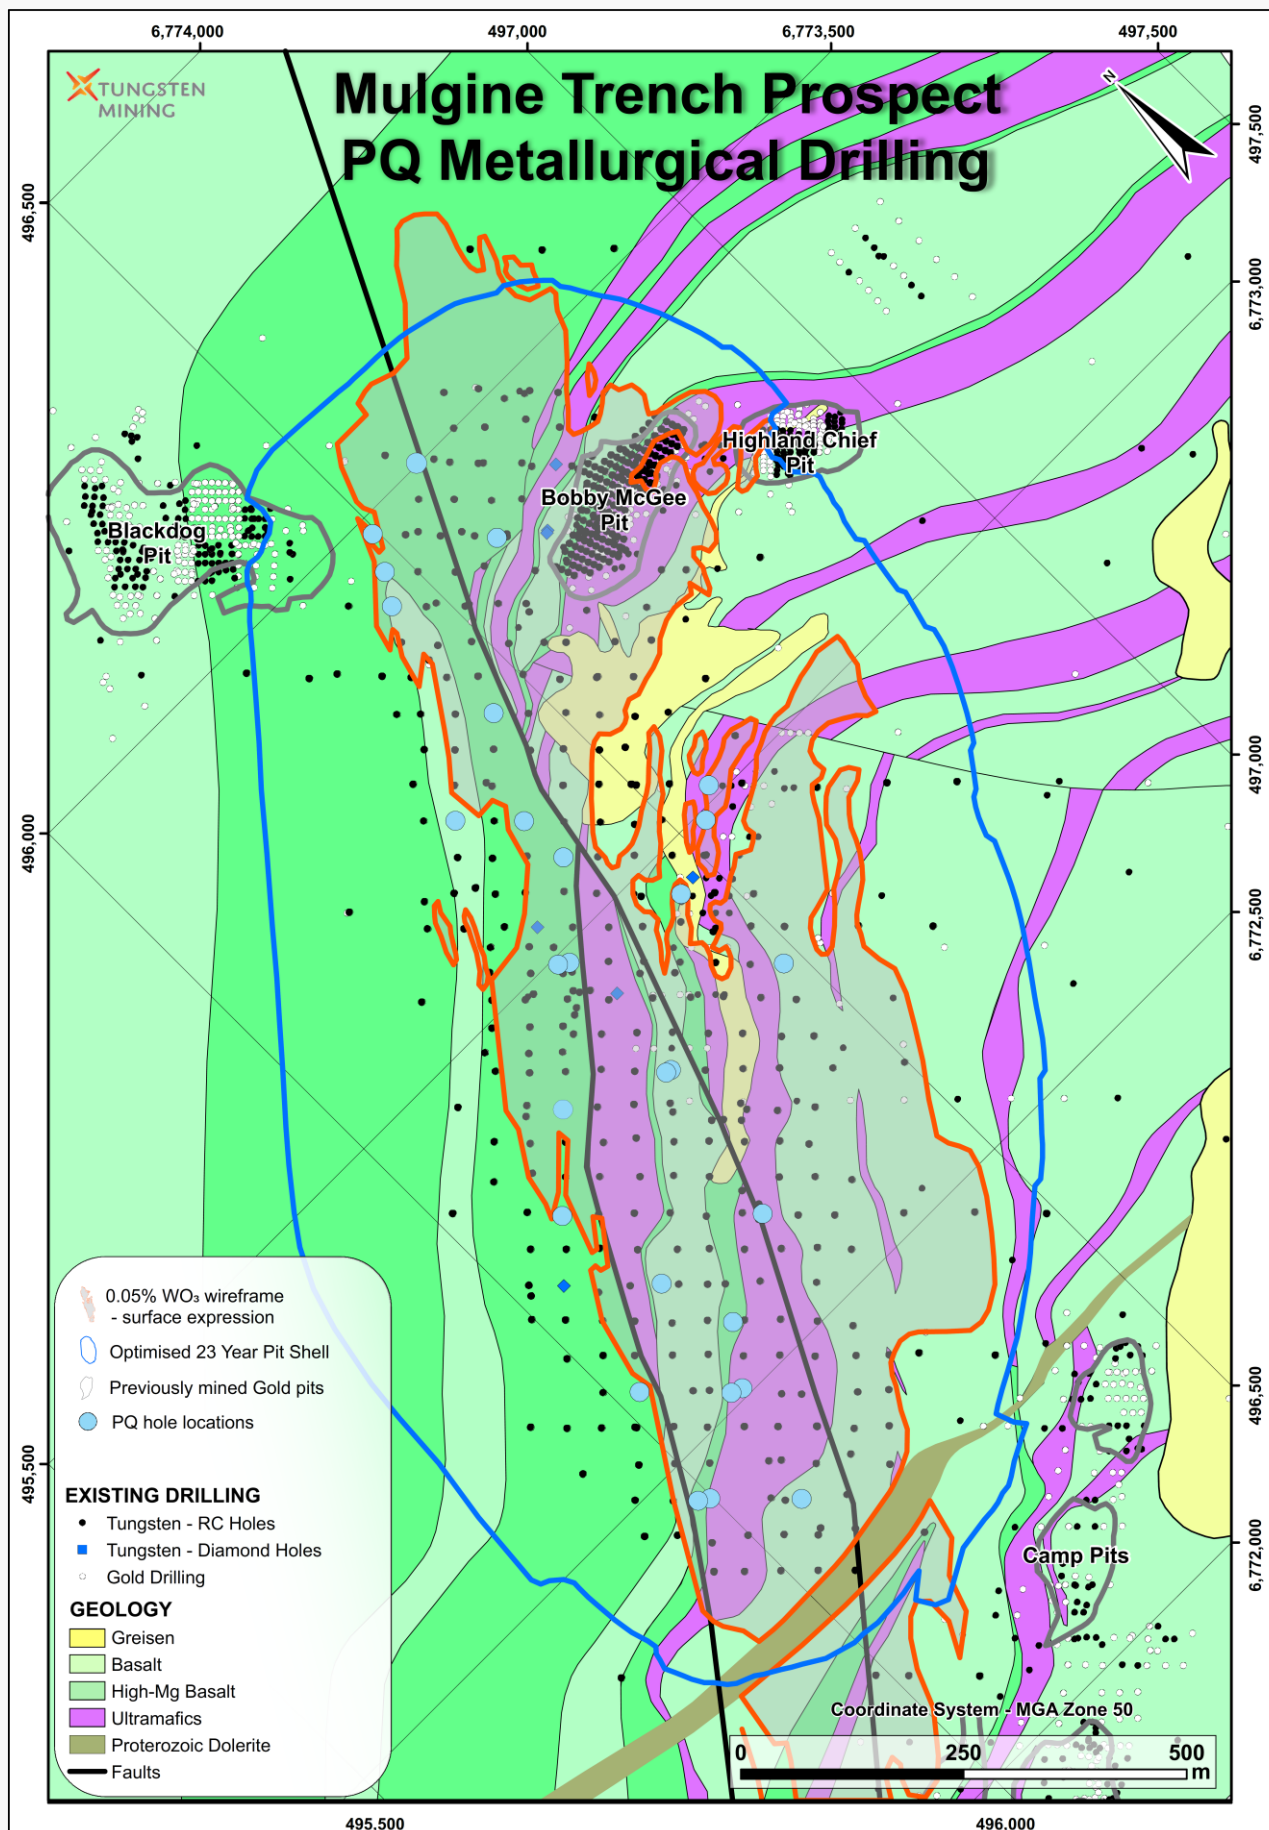 6,774,000
497,000
6,773,500
497,500
TUNGSTEN
MINING
Mulgine Trench Prospect
PQ Metallurgical Drilling
N
497,500
496,500
6,773,000
Highland Chief
Pit
Bobby McGee
Pit
Blackdog
Pit
497,000
496,000
6,772,500
0.05% WO₃ wireframe
- surface expression
Optimised 23 Year Pit Shell
Previously mined Gold pits
PQ hole locations
496,500
495,500
EXISTING DRILLING
Tungsten - RC Holes
Tungsten - Diamond Holes
Gold Drilling
Camp Pits
6,772,000
GEOLOGY
Greisen
Basalt
High-Mg Basalt
Ultramafics
Proterozoic Dolerite
Faults
Coordinate System - MGA Zone 50
0 250 500
m
495,500
496,000